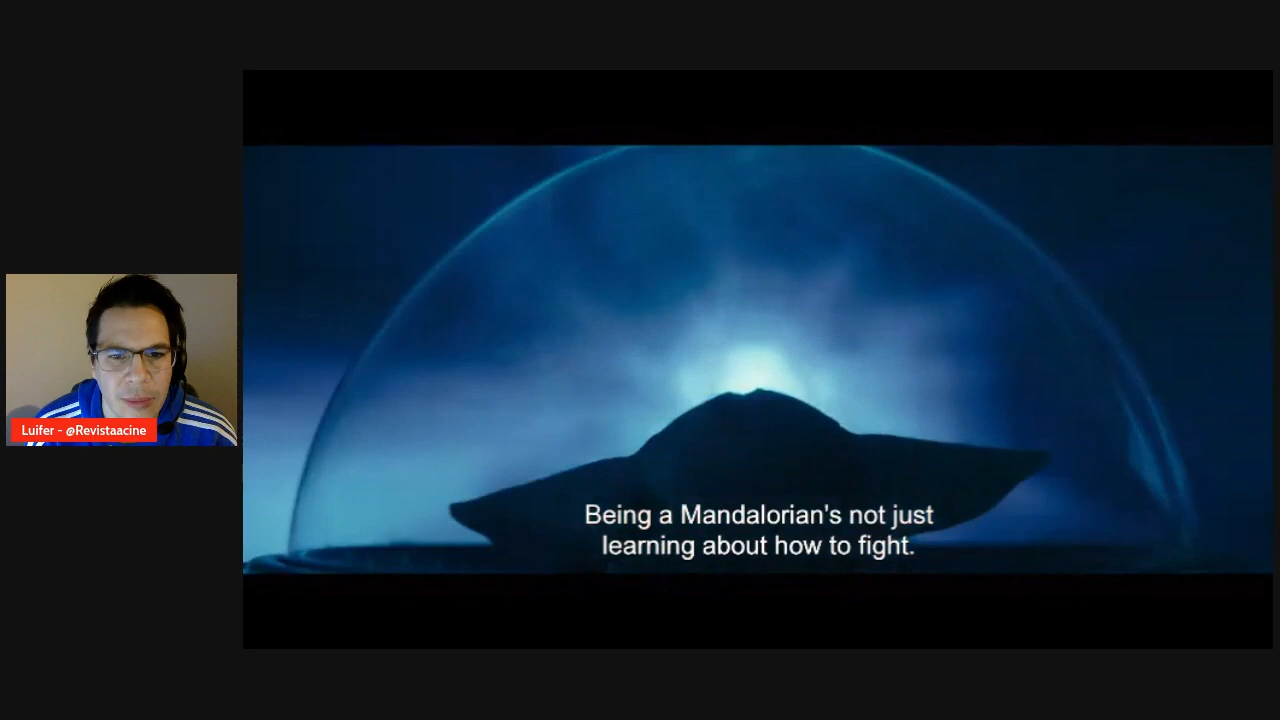 Being a Mandalorian's not just
learning about how to fight.
Luifer - @Revistaacine